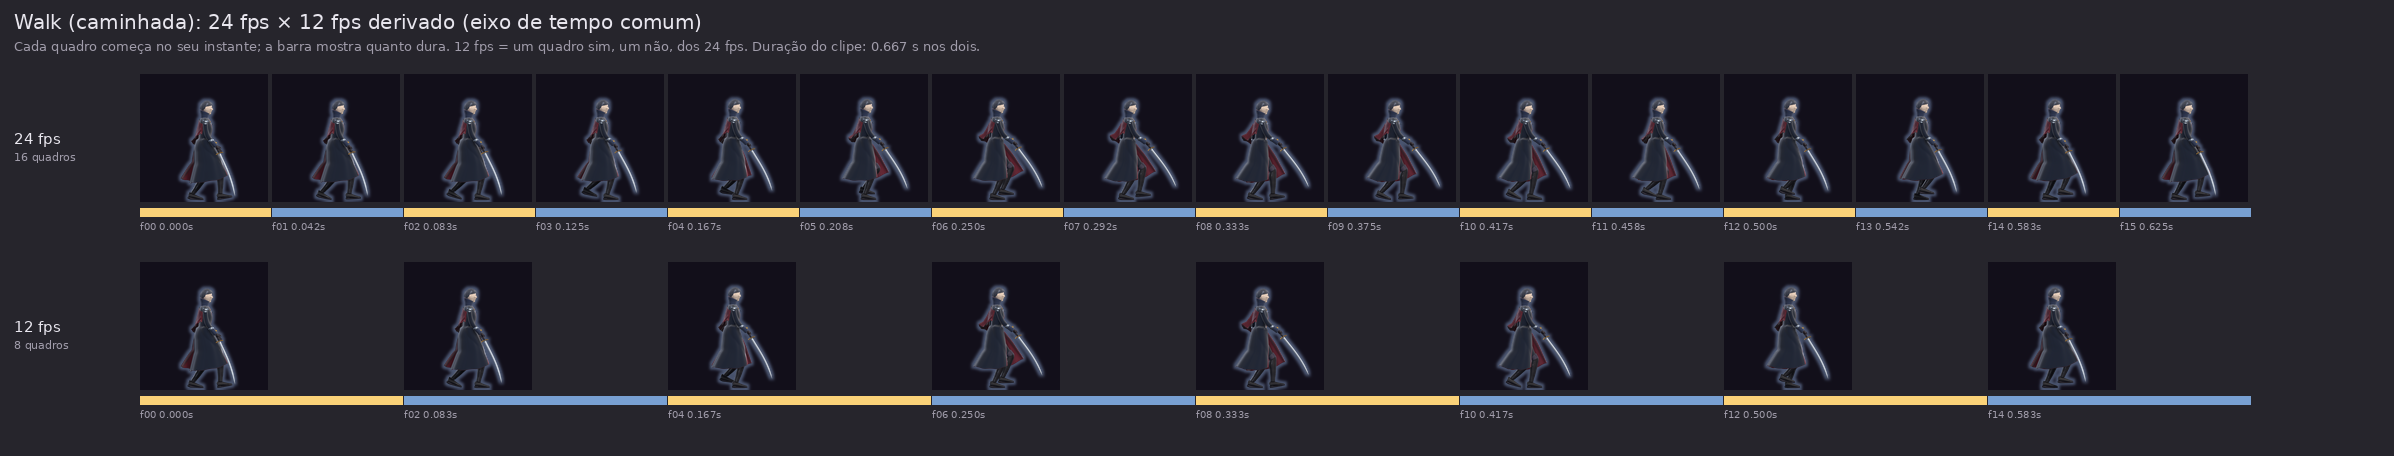 Walk (caminhada): 24 fps × 12 fps derivado (eixo de tempo comum)
Cada quadro começa no seu instante; a barra mostra quanto dura. 12 fps = um quadro sim, um não, dos 24 fps. Duração do clipe: 0.667 s nos dois.
24 fps
16 quadros
f00 0.000s f01 0.042s f02 0.083s f03 0.125s f04 0.167s f05 0.208s f06 0.250s f07 0.292s f08 0.333s f09 0.375s f10 0.417s f11 0.458s f12 0.500s f13 0.542s f14 0.583s f15 0.625s
12 fps
8 quadros
f00 0.000s f02 0.083s f04 0.167s f06 0.250s f08 0.333s f10 0.417s f12 0.500s f14 0.583s